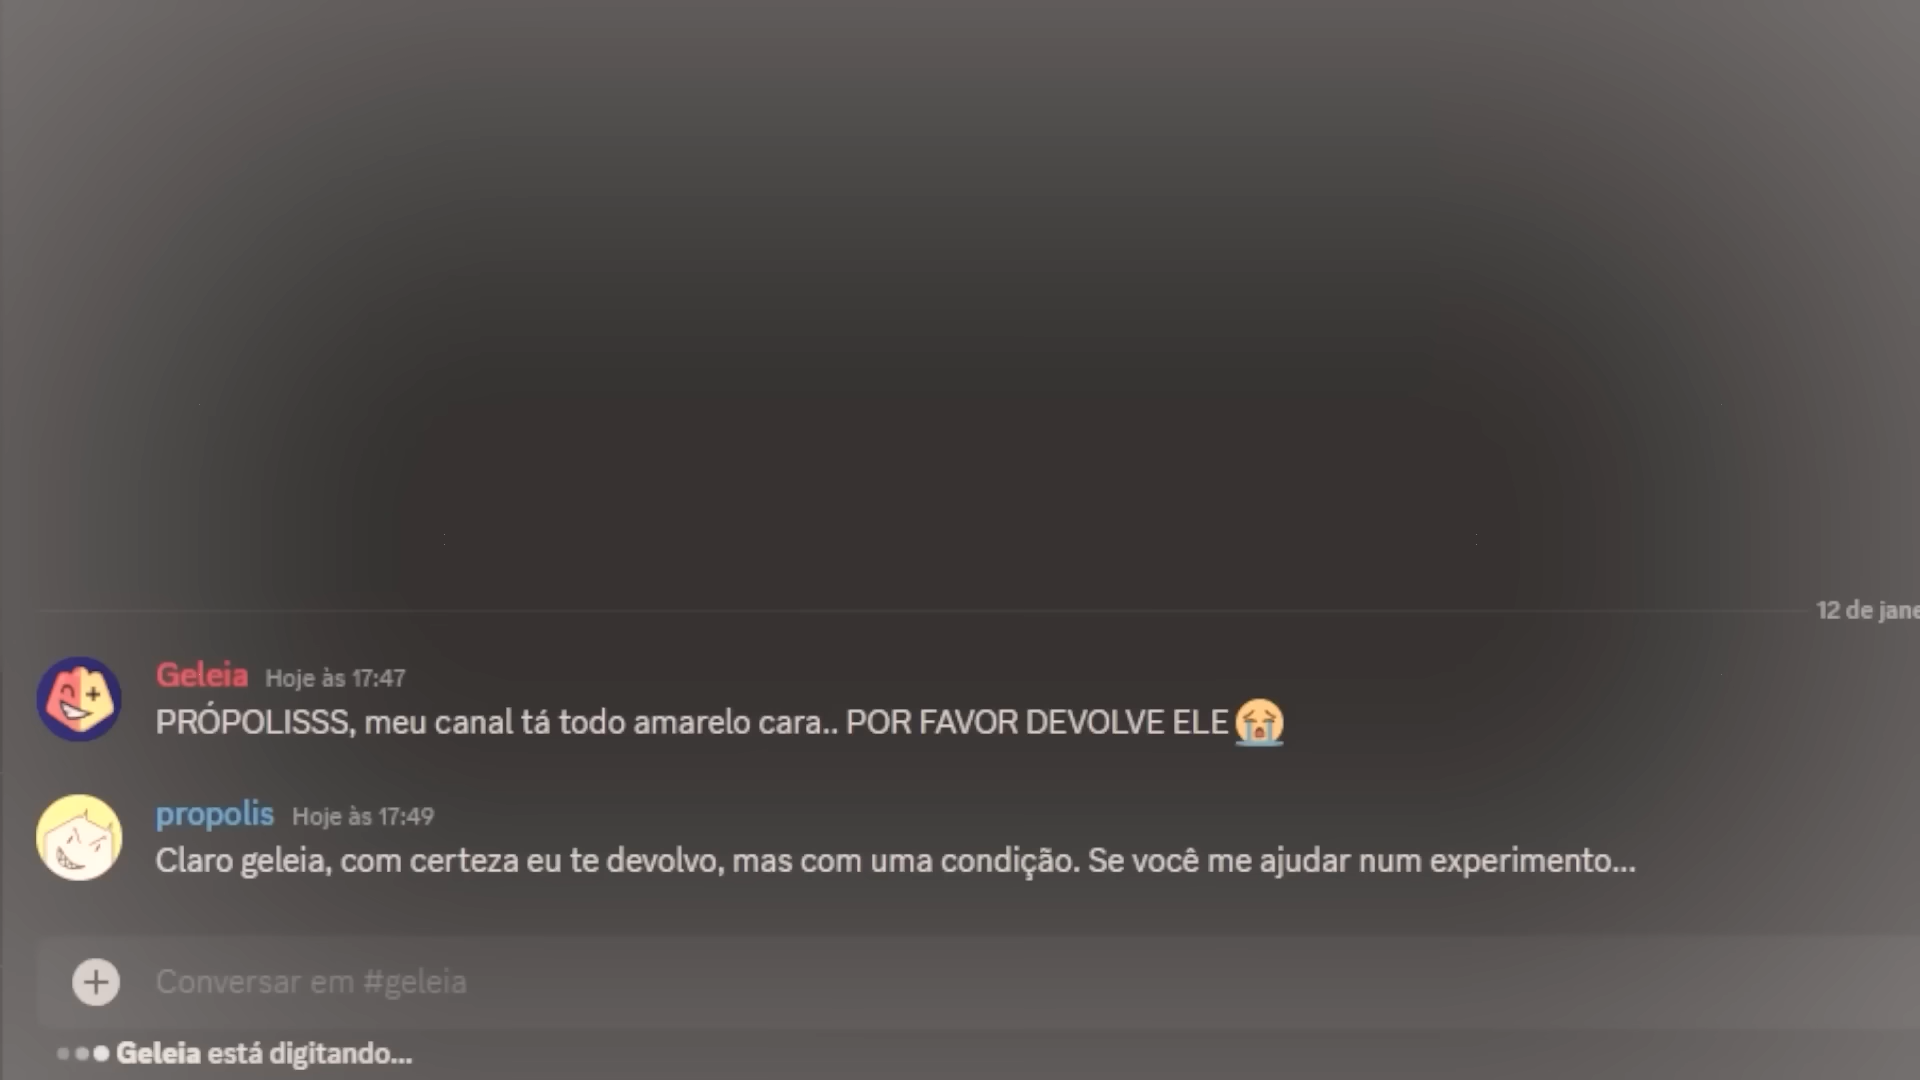 12 de jane
Geleia Hoje às 17:47
PRÓPOLISSS, meu canal tá todo amarelo cara.. POR FAVOR DEVOLVE ELE 😭
propolis Hoje às 17:49
Claro geleia, com certeza eu te devolvo, mas com uma condição. Se você me ajudar num experimento...
Conversar em #geleia
Geleia está digitando...